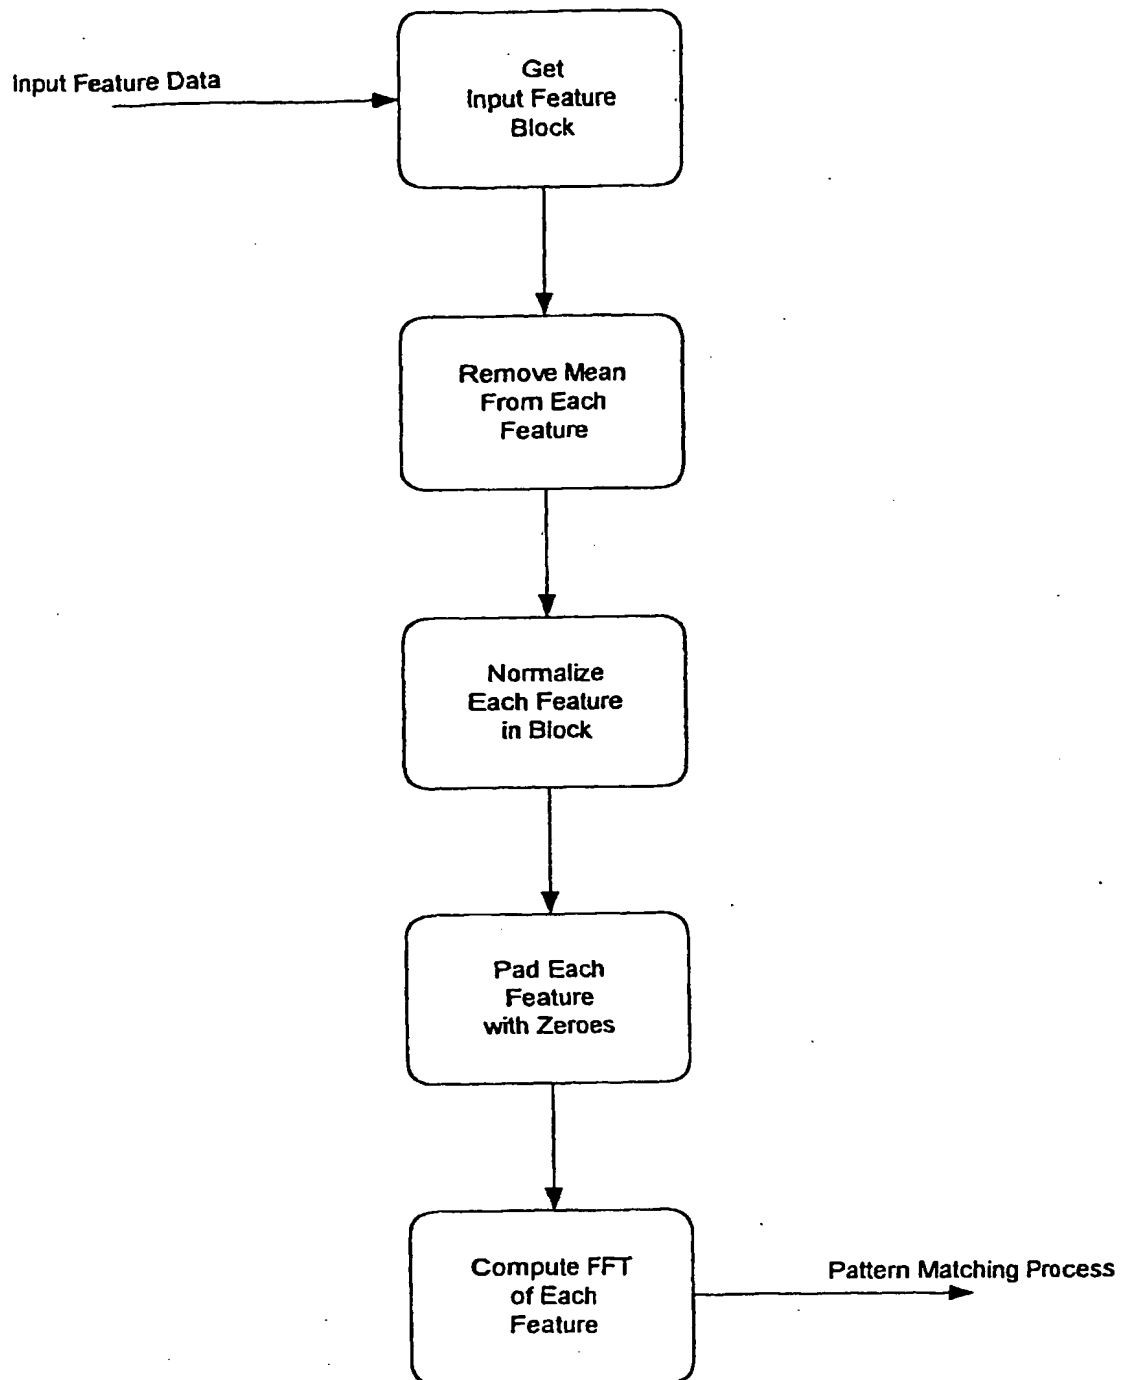 Input Feature Data
Get
Input Feature
Block
Remove Mean
From Each
Feature
Normalize
Each Feature
in Block
Pad Each
Feature
with Zeroes
Compute FFT
of Each
Feature
Pattern Matching Process